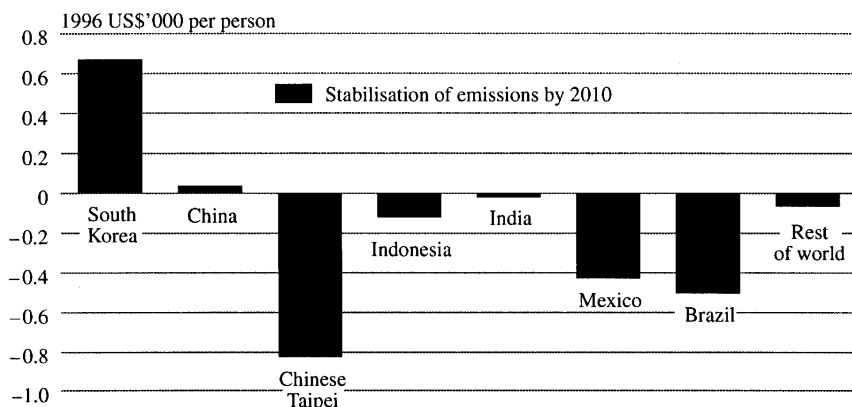 1996 US$'000 per person
0.8
0.6
Stabilisation of emissions by 2010
0.4
0.2
0
South
Korea
China
Chinese
Taipei
Indonesia
India
Mexico
Brazil
Rest
of world
−0.2
−0.4
−0.6
−0.8
−1.0